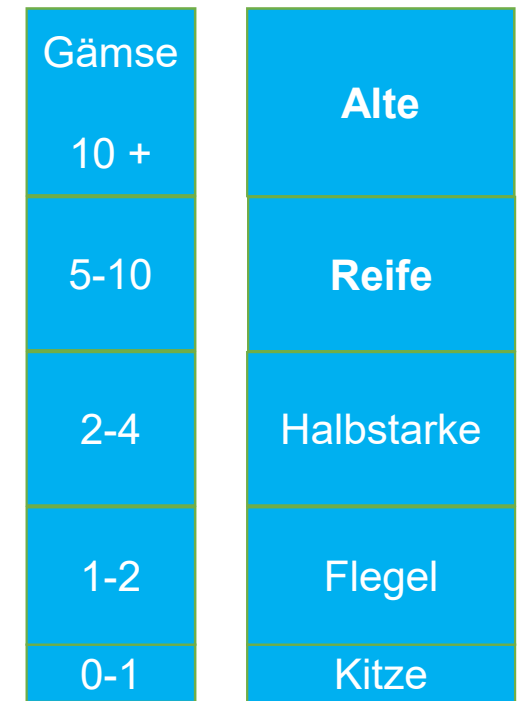 Gämse
10 +
Alte
5-10
Reife
2-4
Halbstarke
1-2
Flegel
0-1
Kitze